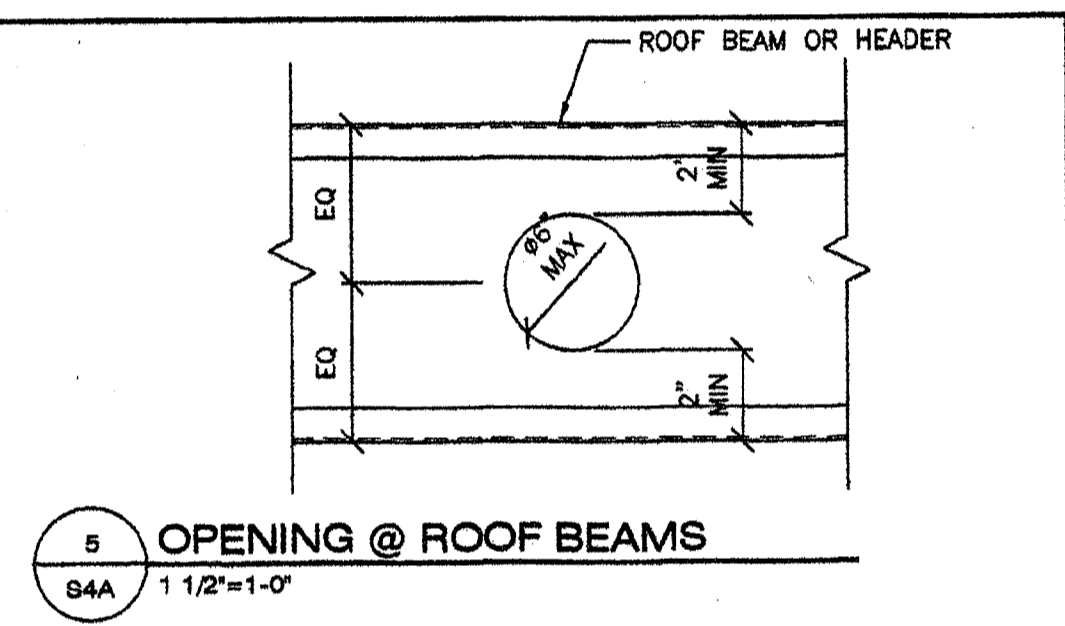 ROOF BEAM OR HEADER
EQ
2'
MIN
ø6"
MAX
EQ
2"
MIN
5
OPENING @ ROOF BEAMS
S4A
1 1/2"=1-0"